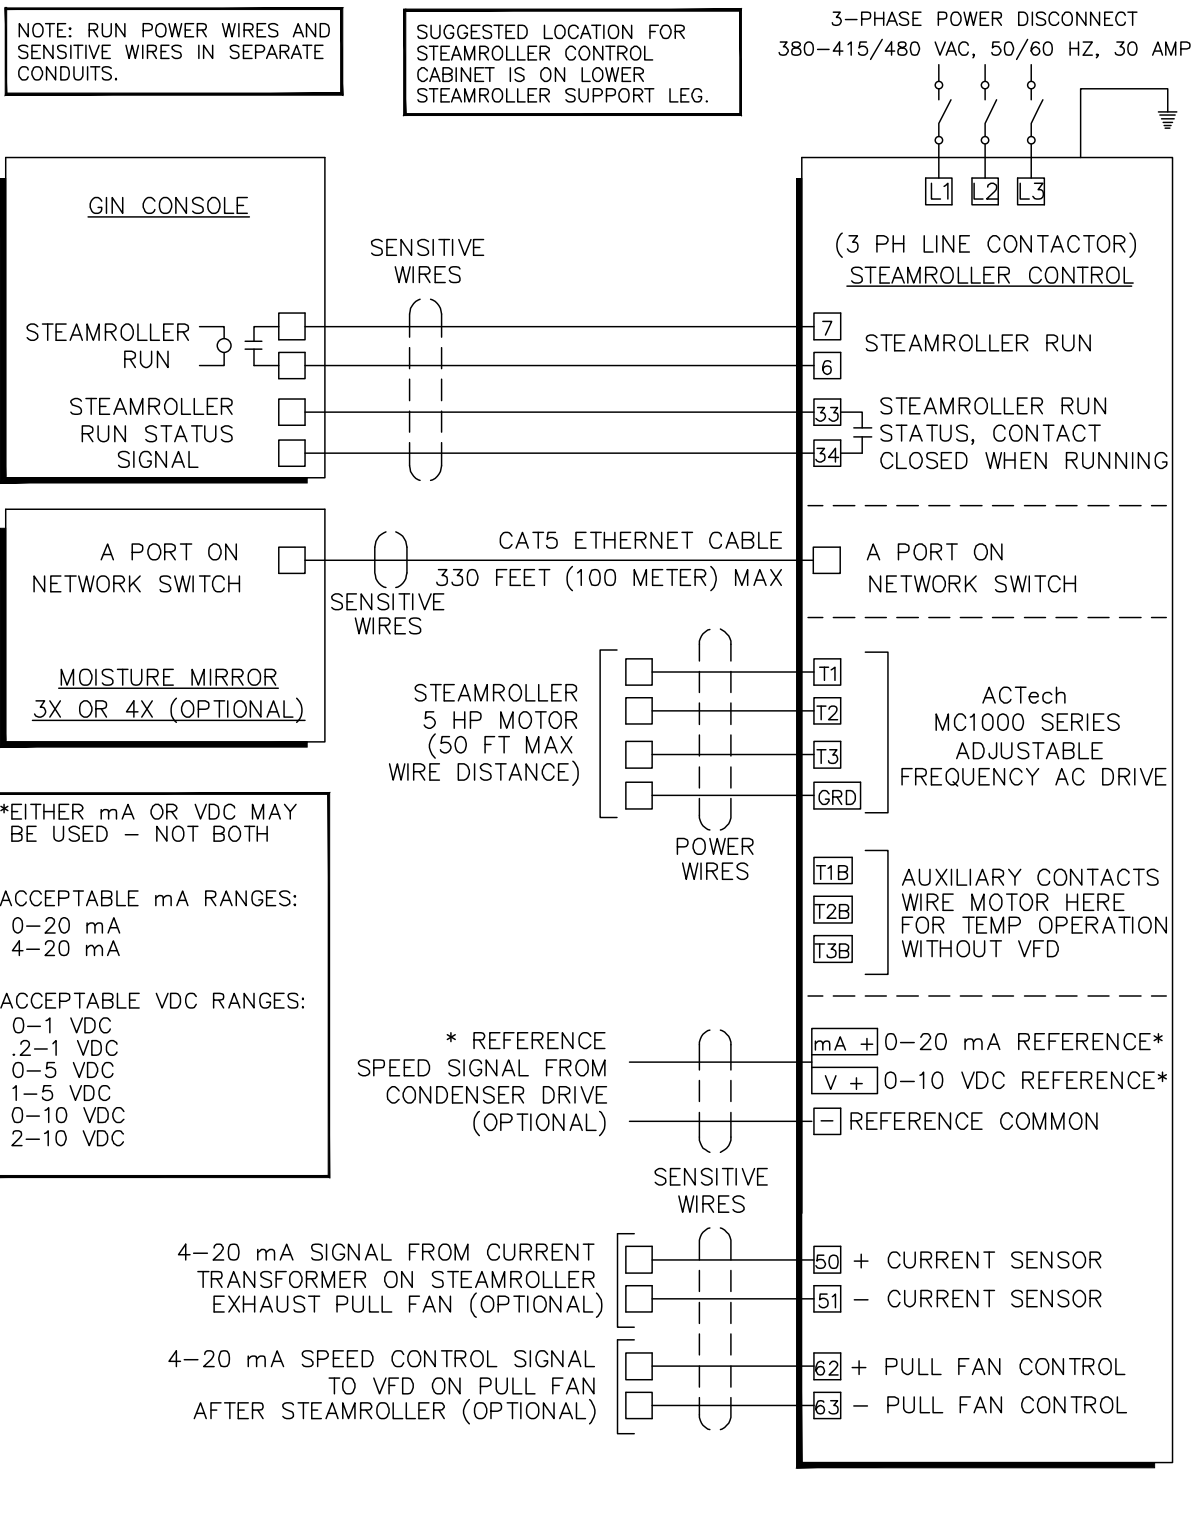 NOTE: RUN POWER WIRES AND
SENSITIVE WIRES IN SEPARATE
CONDUITS.
SUGGESTED LOCATION FOR
STEAMROLLER CONTROL
CABINET IS ON LOWER
STEAMROLLER SUPPORT LEG.
3-PHASE POWER DISCONNECT
380-415/480 VAC, 50/60 HZ, 30 AMP
L1 L2 L3
(3 PH LINE CONTACTOR)
STEAMROLLER CONTROL
GIN CONSOLE
SENSITIVE
WIRES
STEAMROLLER
RUN
7
6
STEAMROLLER RUN
STEAMROLLER
RUN STATUS
SIGNAL
33
34
STEAMROLLER RUN
STATUS, CONTACT
CLOSED WHEN RUNNING
A PORT ON
NETWORK SWITCH
CAT5 ETHERNET CABLE
330 FEET (100 METER) MAX
SENSITIVE
WIRES
A PORT ON
NETWORK SWITCH
MOISTURE MIRROR
3X OR 4X (OPTIONAL)
STEAMROLLER
5 HP MOTOR
(50 FT MAX
WIRE DISTANCE)
T1
T2
T3
GRD
ACTech
MC1000 SERIES
ADJUSTABLE
FREQUENCY AC DRIVE
POWER
WIRES
T1B
T2B
T3B
AUXILIARY CONTACTS
WIRE MOTOR HERE
FOR TEMP OPERATION
WITHOUT VFD
*EITHER mA OR VDC MAY
BE USED - NOT BOTH
ACCEPTABLE mA RANGES:
0-20 mA
4-20 mA
ACCEPTABLE VDC RANGES:
0-1 VDC
.2-1 VDC
0-5 VDC
1-5 VDC
0-10 VDC
2-10 VDC
* REFERENCE
SPEED SIGNAL FROM
CONDENSER DRIVE
(OPTIONAL)
mA + 0-20 mA REFERENCE*
V + 0-10 VDC REFERENCE*
- REFERENCE COMMON
SENSITIVE
WIRES
4-20 mA SIGNAL FROM CURRENT
TRANSFORMER ON STEAMROLLER
EXHAUST PULL FAN (OPTIONAL)
50 + CURRENT SENSOR
51 - CURRENT SENSOR
4-20 mA SPEED CONTROL SIGNAL
TO VFD ON PULL FAN
AFTER STEAMROLLER (OPTIONAL)
62 + PULL FAN CONTROL
63 - PULL FAN CONTROL